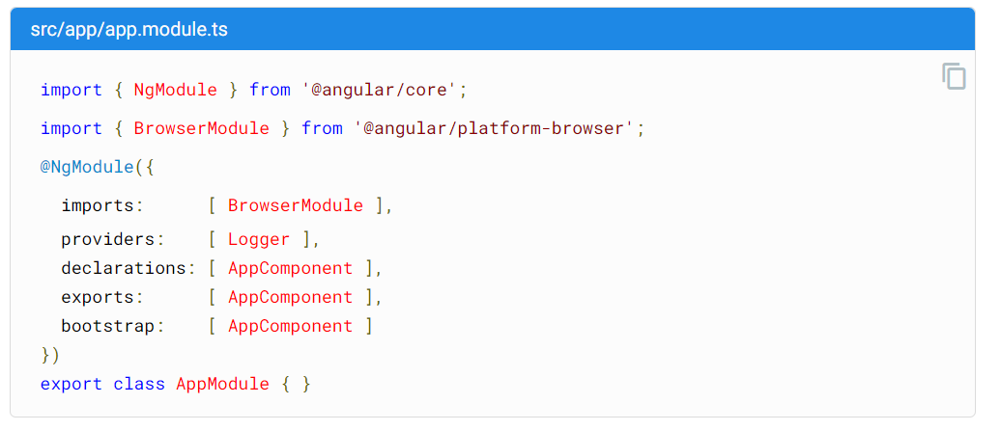 src/app/app.module.ts
import { NgModule } from '@angular/core';
import { BrowserModule } from '@angular/platform-browser';
@NgModule({
  imports:      [ BrowserModule ],
  providers:    [ Logger ],
  declarations: [ AppComponent ],
  exports:      [ AppComponent ],
  bootstrap:    [ AppComponent ]
})
export class AppModule { }